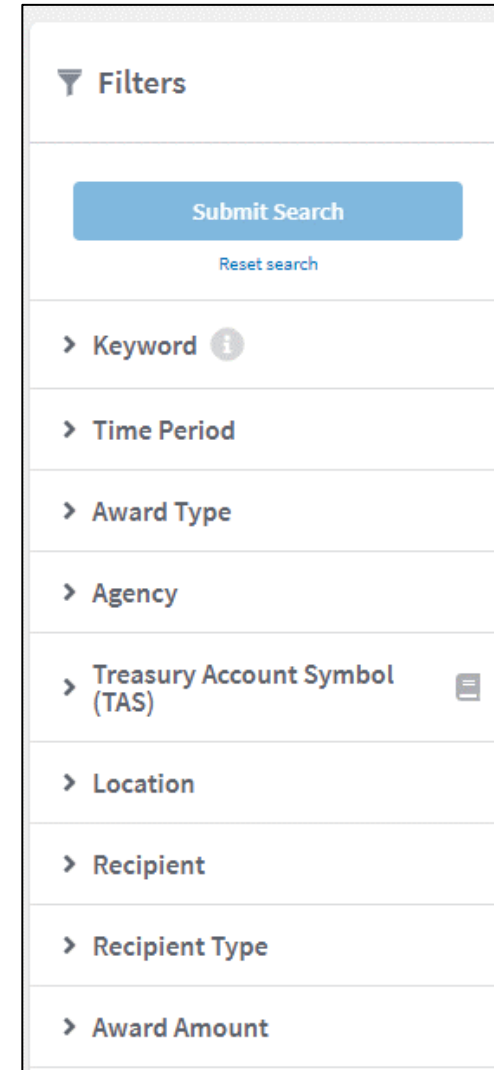 Filters
Submit Search
Reset search
Keyword
Time Period
Award Type
Agency
Treasury Account Symbol
(TAS)
Location
Recipient
Recipient Type
Award Amount